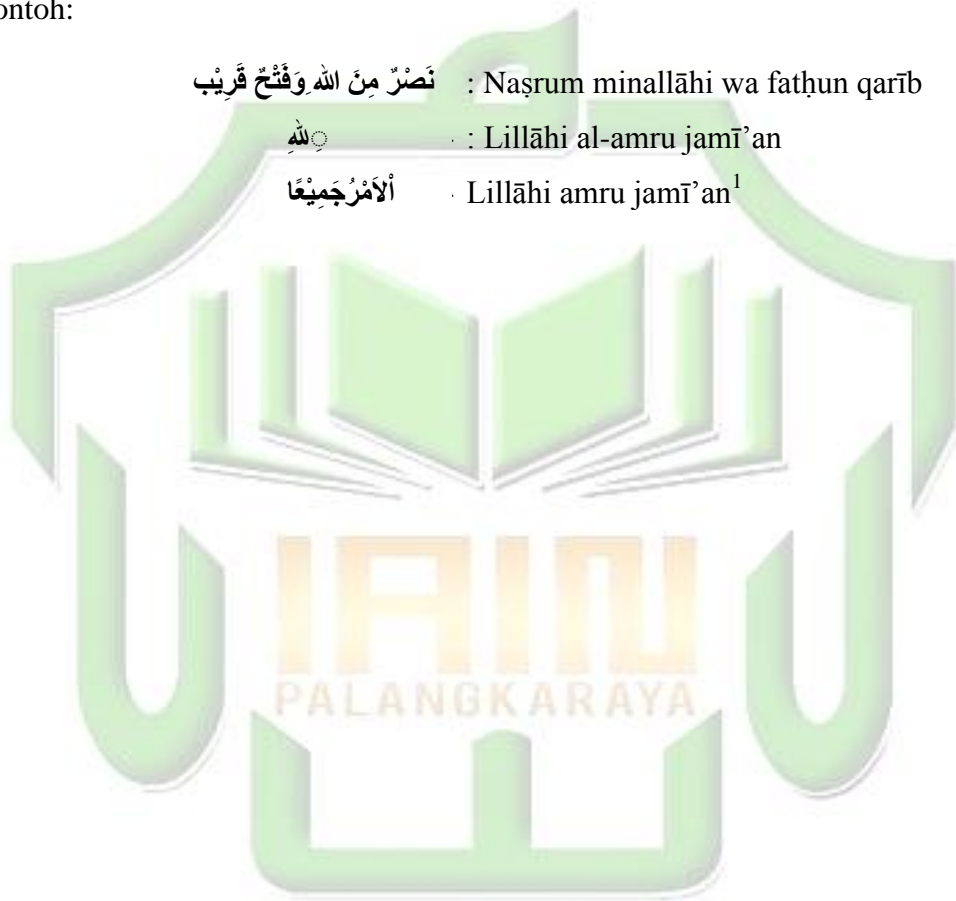 ontoh:
نَصْرٌ مِنَ اللهِ وَفَتْحٌ قَرِيْب : Naṣrum minallāhi wa fatḥun qarīb
ِللهِ : Lillāhi al-amru jamī’an
اْلاَمْرُجَمِيْعًا Lillāhi amru jamī’an¹
IAIN
PALANGKARAYA